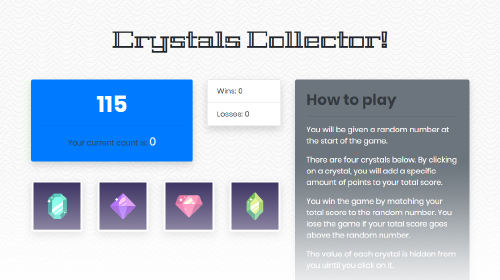 Crystals Collector!
115
Your current count is: 0
Wins: 0
Losses: 0
How to play
You will be given a random number at
the start of the game.
There are four crystals below. By clicking
on a crystal, you will add a specific
amount of points to your total score.
You win the game by matching your
total score to the random number. You
lose the game if your total score goes
above the random number.
The value of each crystal is hidden from
you until you click on it.